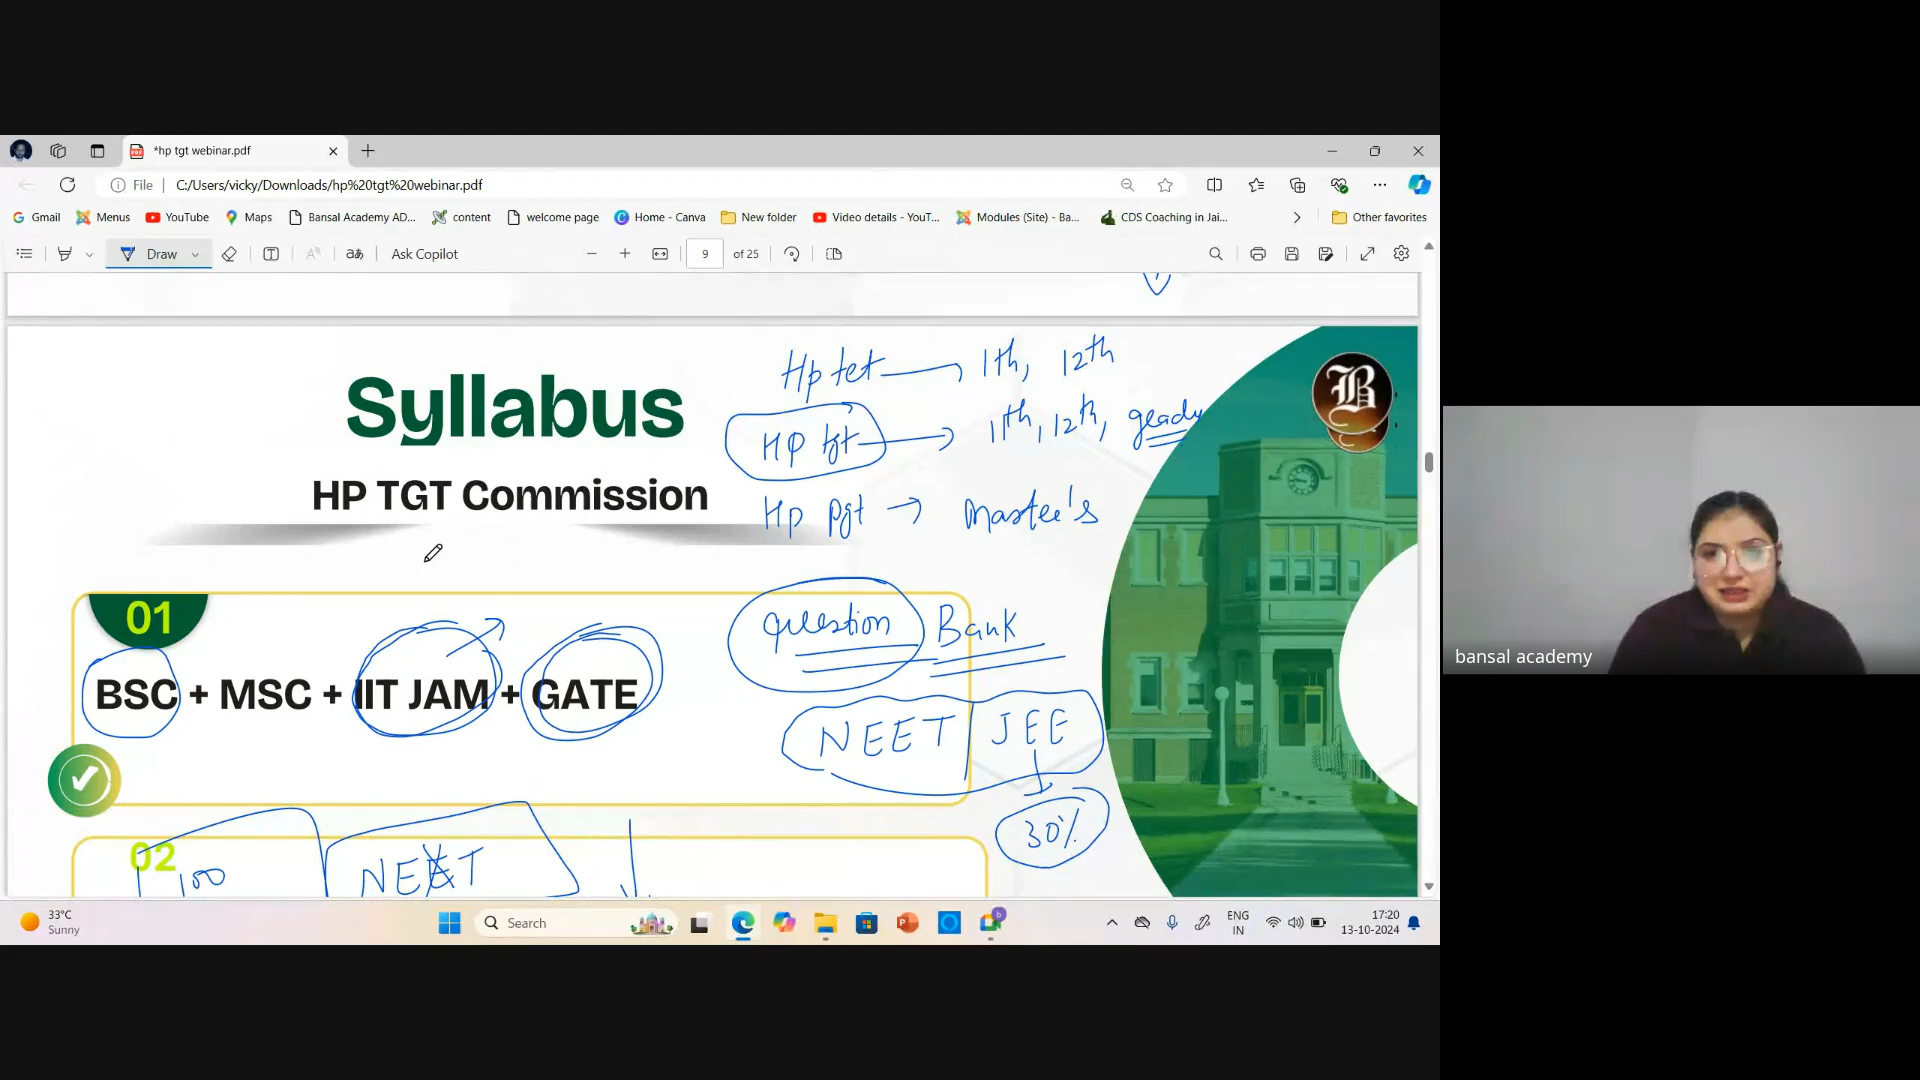 *hp tgt webinar.pdf
File C:/Users/vicky/Downloads/hp%20tgt%20webinar.pdf
Gmail Menus YouTube Maps Bansal Academy AD... content welcome page Home - Canva New folder Video details - YouT... Modules (Site) - Ba... CDS Coaching in Jai... Other favorites
Draw aあ Ask Copilot 9 of 25
Syllabus
HP TGT Commission
Hp tet → 11th, 12th
HP tgt → 11th, 12th,
Hp Pgt → Master's
01
BSC + MSC + IIT JAM + GATE
Question Bank
NEET JEE
30%
02
100
B
bansal academy
33°C
Sunny
Search
ENG
IN
17:20
13-10-2024